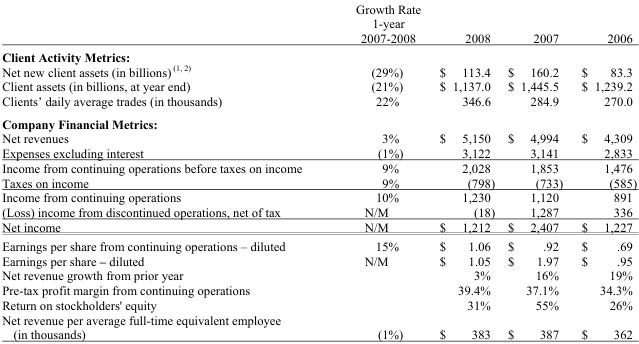 Growth Rate
1-year
2007-2008 2008 2007 2006
Client Activity Metrics:
Net new client assets (in billions) (1, 2) (29%) $ 113.4 $ 160.2 $ 83.3
Client assets (in billions, at year end) (21%) $ 1,137.0 $ 1,445.5 $ 1,239.2
Clients' daily average trades (in thousands) 22% 346.6 284.9 270.0
Company Financial Metrics:
Net revenues 3% $ 5,150 $ 4,994 $ 4,309
Expenses excluding interest (1%) 3,122 3,141 2,833
Income from continuing operations before taxes on income 9% 2,028 1,853 1,476
Taxes on income 9% (798) (733) (585)
Income from continuing operations 10% 1,230 1,120 891
(Loss) income from discontinued operations, net of tax N/M (18) 1,287 336
Net income N/M $ 1,212 $ 2,407 $ 1,227
Earnings per share from continuing operations – diluted 15% $ 1.06 $ .92 $ .69
Earnings per share – diluted N/M $ 1.05 $ 1.97 $ .95
Net revenue growth from prior year 3% 16% 19%
Pre-tax profit margin from continuing operations 39.4% 37.1% 34.3%
Return on stockholders' equity 31% 55% 26%
Net revenue per average full-time equivalent employee
(in thousands) (1%) $ 383 $ 387 $ 362